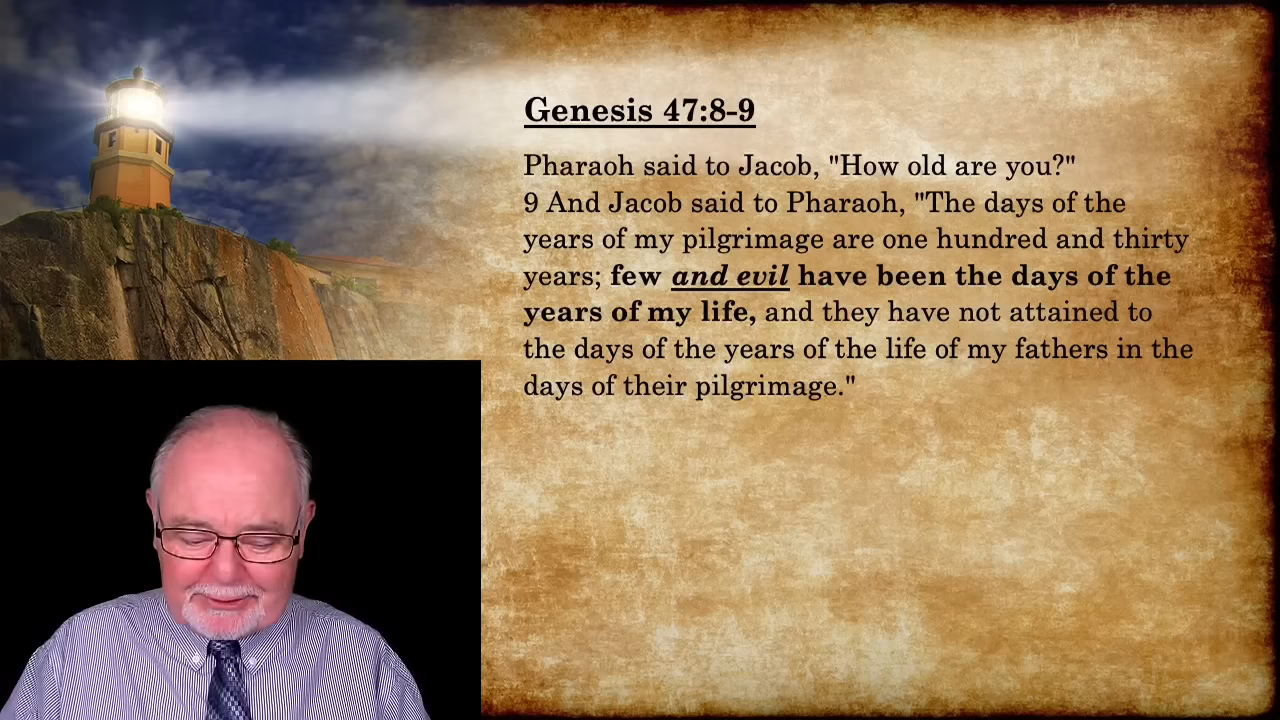 Genesis 47:8-9
Pharaoh said to Jacob, "How old are you?"
9 And Jacob said to Pharaoh, "The days of the
years of my pilgrimage are one hundred and thirty
years; few and evil have been the days of the
years of my life, and they have not attained to
the days of the years of the life of my fathers in the
days of their pilgrimage."